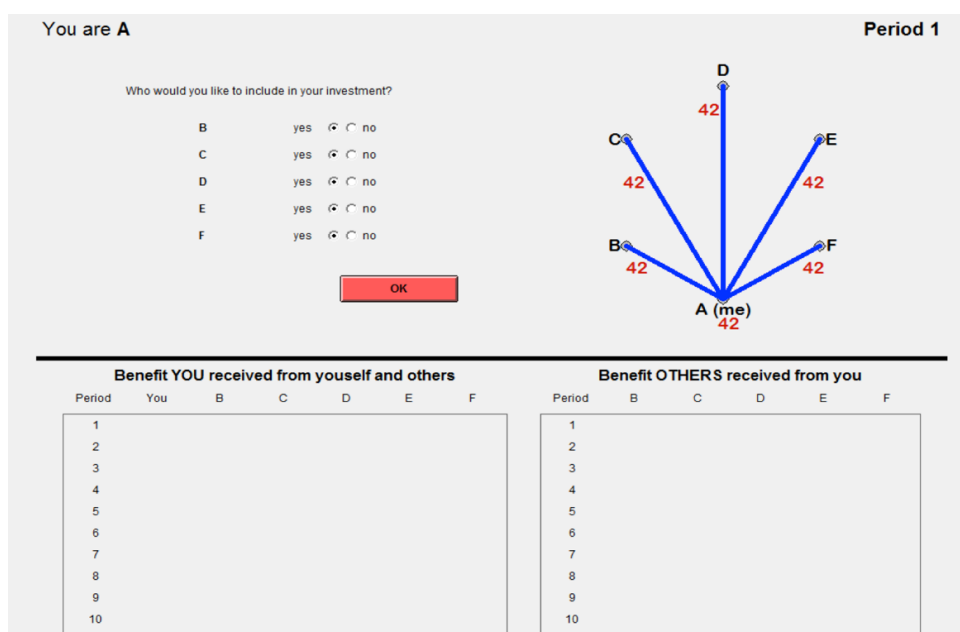 You are A
Period 1
Who would you like to include in your investment?
B yes no
C yes no
D yes no
E yes no
F yes no
OK
D
42
C
E
42
42
B
F
42
42
A (me)
42
Benefit YOU received from youself and others
Period You B C D E F
1
2
3
4
5
6
7
8
9
10
Benefit OTHERS received from you
Period B C D E F
1
2
3
4
5
6
7
8
9
10